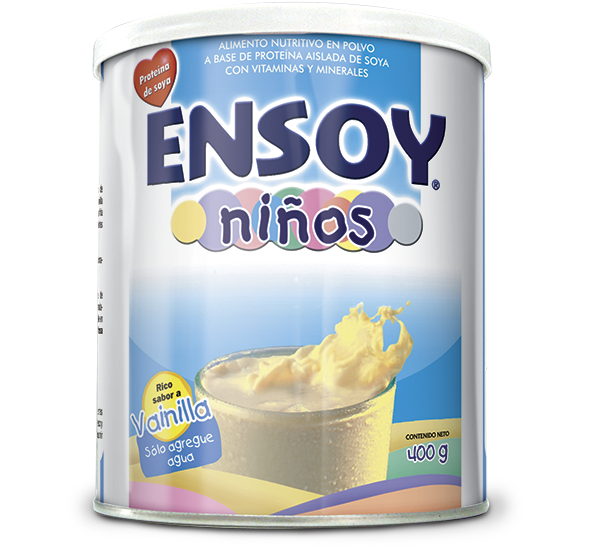 ALIMENTO NUTRITIVO EN POLVO
A BASE DE PROTEÍNA AISLADA DE SOYA
CON VITAMINAS Y MINERALES
Proteína
de soya
ENSOY®
niños
Rico
sabor a
Vainilla
Sólo agregue
agua
CONTENIDO NETO
400 g